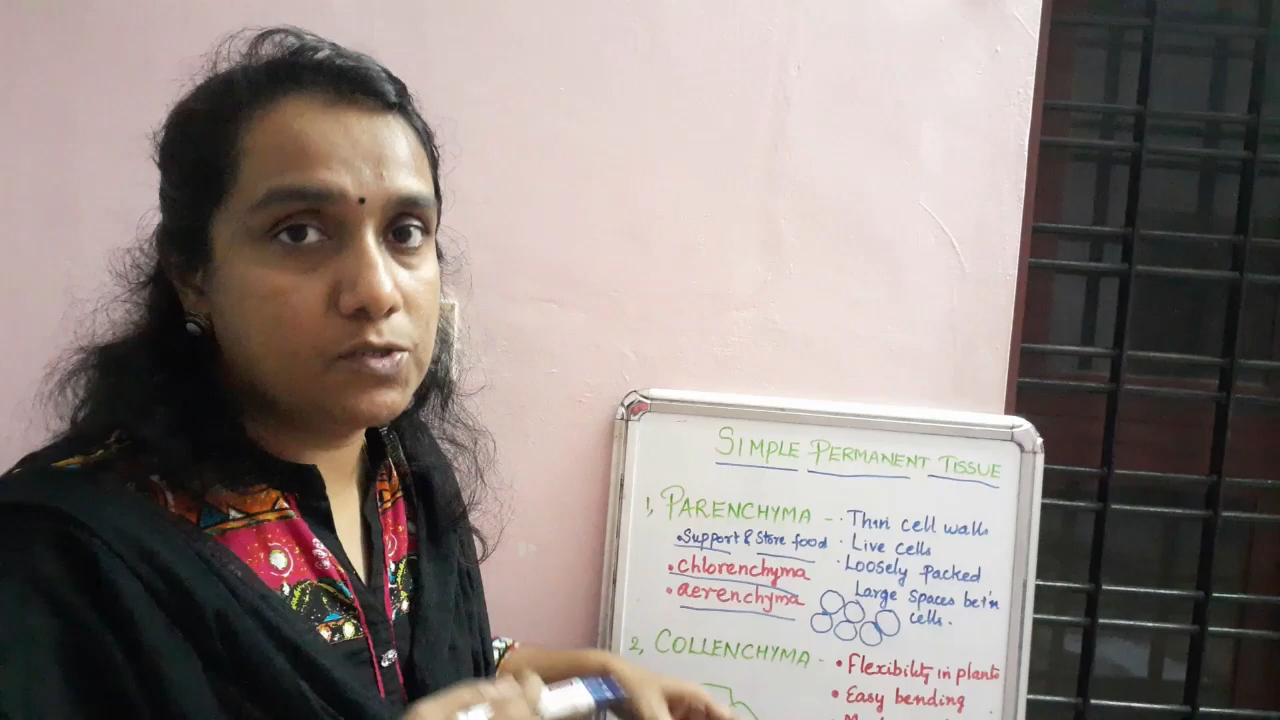 SIMPLE PERMANENT TISSUE
1, PARENCHYMA - · Thin cell walls
• Support & Store food · Live cells
• chlorenchyma · Loosely packed
• aerenchyma Large spaces bet'n
cells.
2, COLLENCHYMA - • Flexibility in plants
• Easy bending